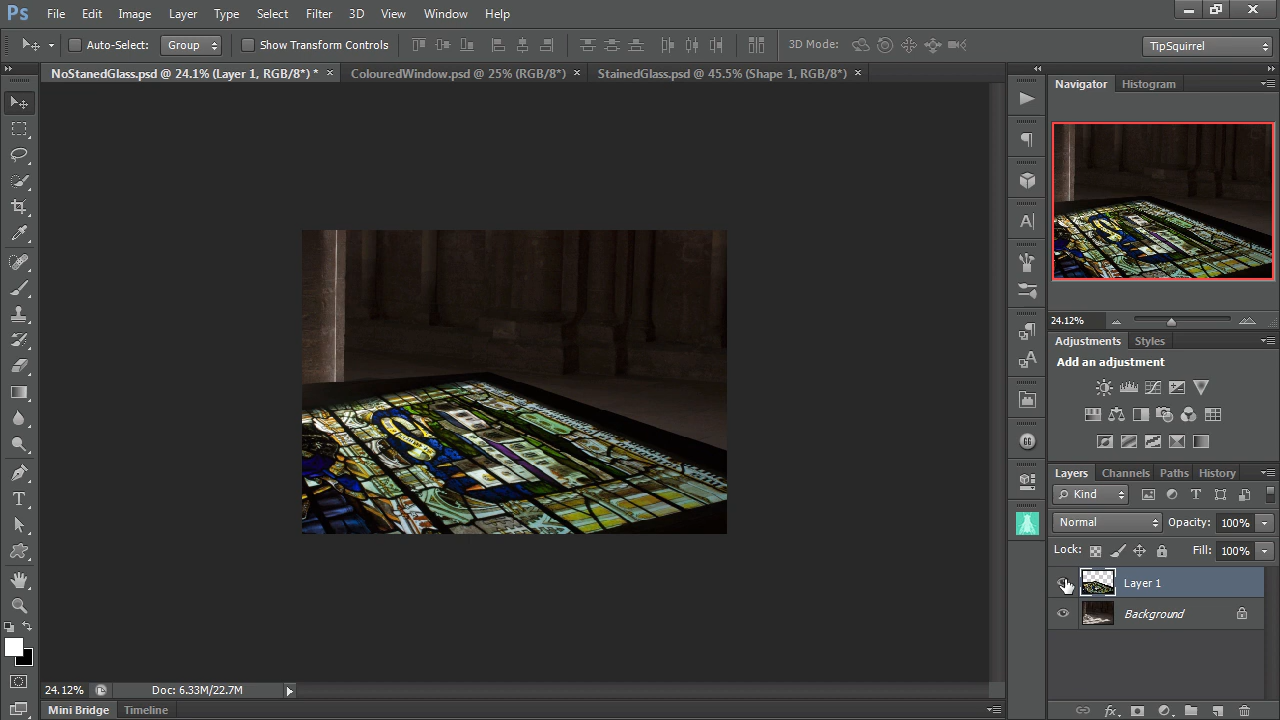 Ps File Edit Image Layer Type Select Filter 3D View Window Help
Auto-Select: Group Show Transform Controls 3D Mode: TipSquirrel
NoStanedGlass.psd @ 24.1% (Layer 1, RGB/8*) * × ColouredWindow.psd @ 25% (RGB/8*) × StainedGlass.psd @ 45.5% (Shape 1, RGB/8*) ×
Navigator Histogram
24.12%
Adjustments Styles
Add an adjustment
Layers Channels Paths History
Kind
Normal Opacity: 100%
Lock: Fill: 100%
Layer 1
Background
24.12% Doc: 6.33M/22.7M
Mini Bridge Timeline